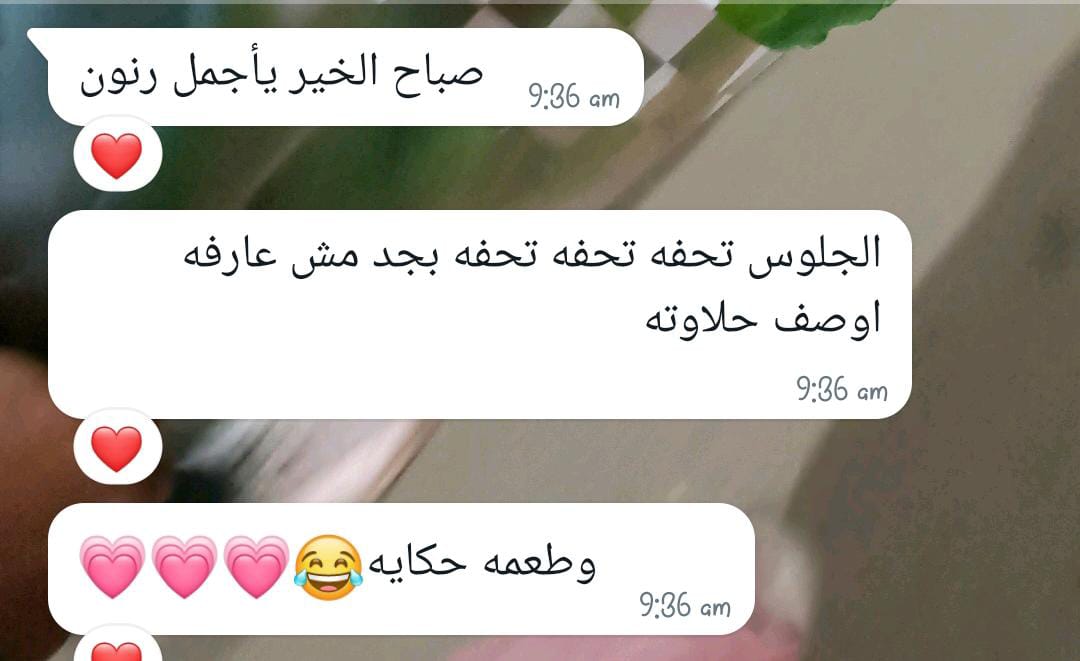 صباح الخير يأجمل رنون
9:36 am
الجلوس تحفه تحفه تحفه بجد مش عارفه
اوصف حلاوته
9:36 am
وطعمه حكايه😂💗💗💗
9:36 am